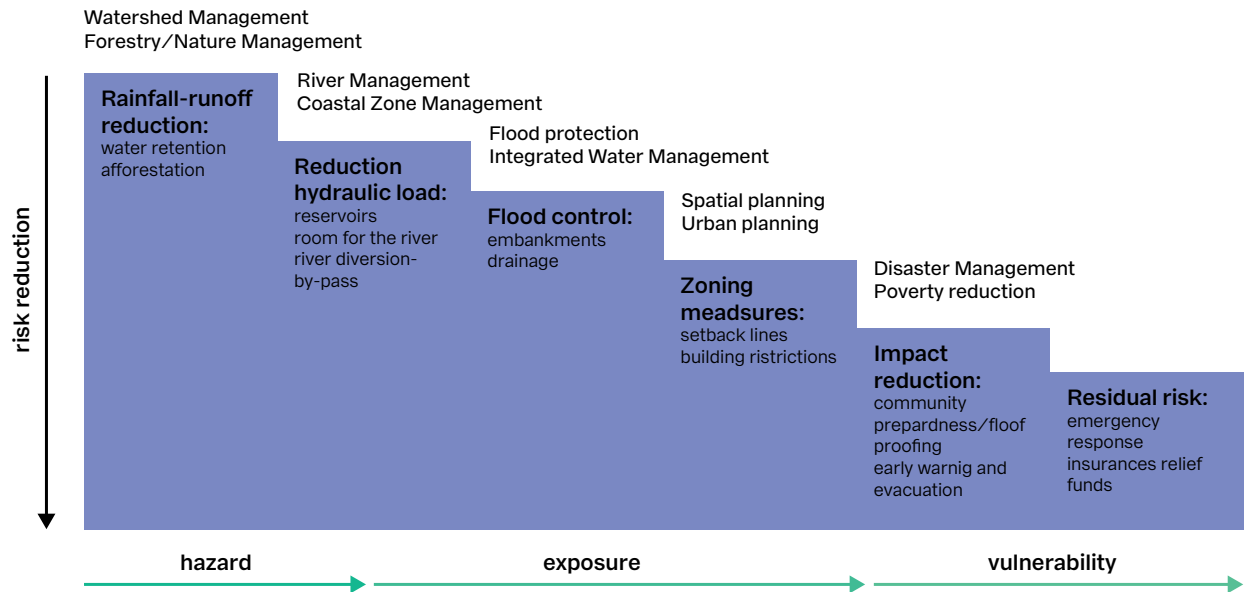 Watershed Management
Forestry/Nature Management
risk reduction
Rainfall-runoff
reduction:
water retention
afforestation
River Management
Coastal Zone Management
Reduction
hydraulic load:
reservoirs
room for the river
river diversion-
by-pass
Flood protection
Integrated Water Management
Flood control:
embankments
drainage
Spatial planning
Urban planning
Zoning
meadsures:
setback lines
building ristrictions
Disaster Management
Poverty reduction
Impact
reduction:
community
prepardness/floof
proofing
early warnig and
evacuation
Residual risk:
emergency
response
insurances relief
funds
hazard
exposure
vulnerability